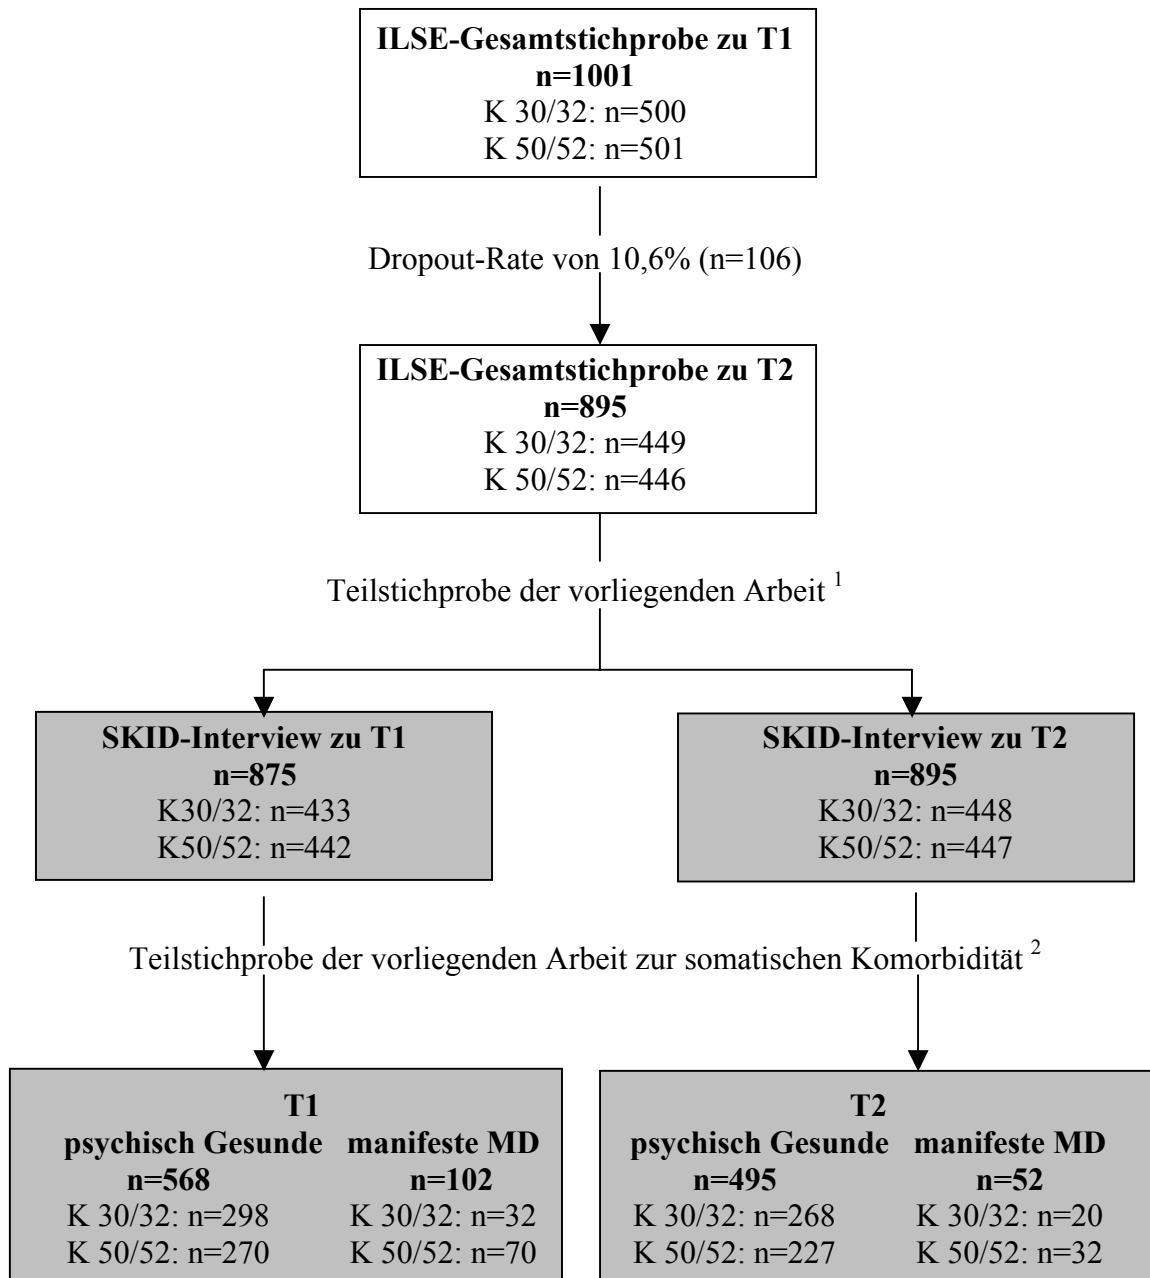 ILSE-Gesamtstichprobe zu T1
n=1001
K 30/32: n=500
K 50/52: n=501
Dropout-Rate von 10,6% (n=106)
ILSE-Gesamtstichprobe zu T2
n=895
K 30/32: n=449
K 50/52: n=446
Teilstichprobe der vorliegenden Arbeit 1
SKID-Interview zu T1
n=875
K30/32: n=433
K50/52: n=442
SKID-Interview zu T2
n=895
K30/32: n=448
K50/52: n=447
Teilstichprobe der vorliegenden Arbeit zur somatischen Komorbidität 2
T1
psychisch Gesunde manifeste MD
n=568 n=102
K 30/32: n=298 K 30/32: n=32
K 50/52: n=270 K 50/52: n=70
T2
psychisch Gesunde manifeste MD
n=495 n=52
K 30/32: n=268 K 30/32: n=20
K 50/52: n=227 K 50/52: n=32